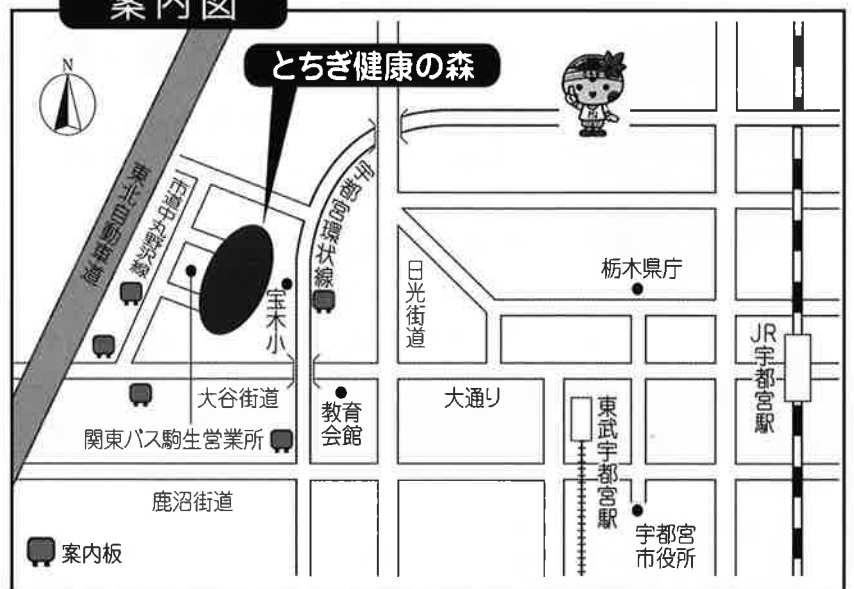 案内図
とちぎ健康の森
N
東北自動車道
市道中丸野沢線
宇都宮環状線
宝木小
日光街道
栃木県庁
JR宇都宮駅
大谷街道
教育
会館
大通り
関東バス駒生営業所
東武宇都宮駅
鹿沼街道
宇都宮
市役所
案内板